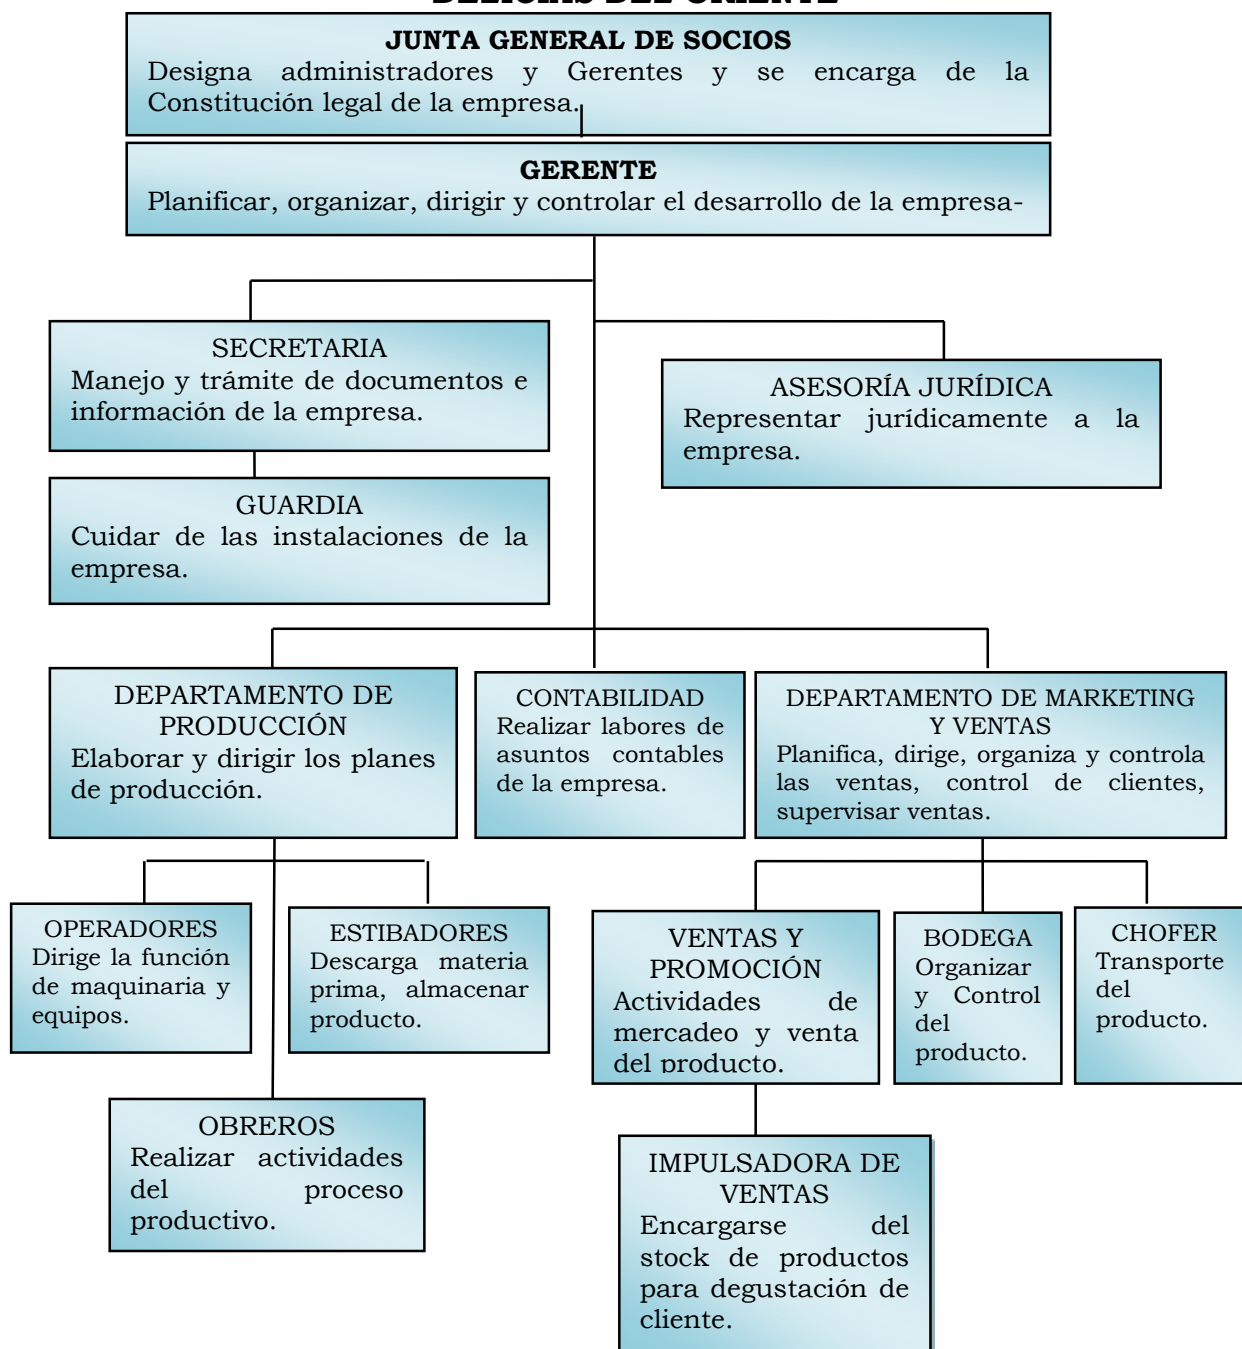 DELICIAS DEL ORIENTE
JUNTA GENERAL DE SOCIOS
Designa administradores y Gerentes y se encarga de la
Constitución legal de la empresa.
GERENTE
Planificar, organizar, dirigir y controlar el desarrollo de la empresa-
SECRETARIA
Manejo y trámite de documentos e
información de la empresa.
ASESORÍA JURÍDICA
Representar jurídicamente a la
empresa.
GUARDIA
Cuidar de las instalaciones de la
empresa.
DEPARTAMENTO DE
PRODUCCIÓN
Elaborar y dirigir los planes
de producción.
CONTABILIDAD
Realizar labores de
asuntos contables
de la empresa.
DEPARTAMENTO DE MARKETING
Y VENTAS
Planifica, dirige, organiza y controla
las ventas, control de clientes,
supervisar ventas.
OPERADORES
Dirige la función
de maquinaria y
equipos.
ESTIBADORES
Descarga materia
prima, almacenar
producto.
VENTAS Y
PROMOCIÓN
Actividades de
mercadeo y venta
del producto.
BODEGA
Organizar
y Control
del
producto.
CHOFER
Transporte
del
producto.
OBREROS
Realizar actividades
del proceso
productivo.
IMPULSADORA DE
VENTAS
Encargarse del
stock de productos
para degustación de
cliente.